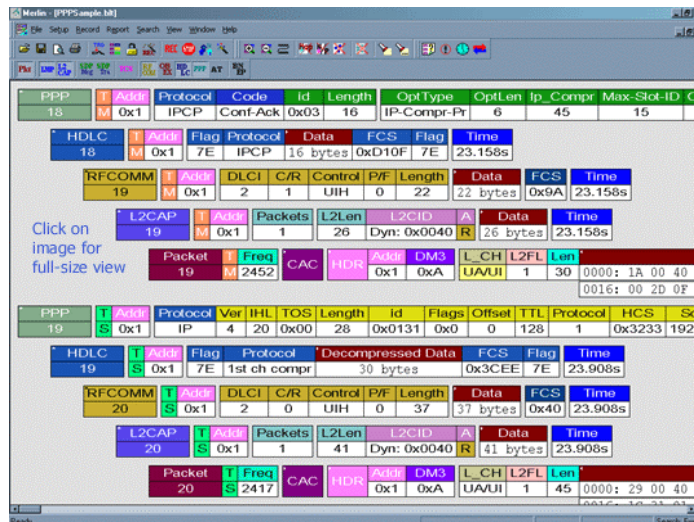 Merlin - [PPPSample.blt]
File Setup Record Report Search View Window Help
PPP T Addr Protocol Code id Length OptType OptLen Ip_Compr Max-Slot-ID
18 M 0x1 IPCP Conf-Ack 0x03 16 IP-Compr-Pr 6 45 15
HDLC T Addr Flag Protocol Data FCS Flag Time
18 M 0x1 7E IPCP 16 bytes 0xD10F 7E 23.158s
RFCOMM T Addr DLCI C/R Control P/F Length Data FCS Time
19 M 0x1 2 1 UIH 0 22 22 bytes 0x9A 23.158s
L2CAP T Addr Packets L2Len L2CID A Data Time
19 M 0x1 1 26 Dyn: 0x0040 R 26 bytes 23.158s
Click on
image for
full-size view
Packet T Freq CAC HDR Addr DM3 L_CH L2FL Len
19 M 2452 0x1 0xA UA/UI 1 30 0000: 1A 00 40
0016: 00 2D 0F
PPP T Addr Protocol Ver IHL TOS Length id Flags Offset TTL Protocol HCS
19 S 0x1 IP 4 20 0x00 28 0x0131 0x0 0 128 1 0x3233 192
HDLC T Addr Flag Protocol Decompressed Data FCS Flag Time
19 S 0x1 7E 1st ch compr 30 bytes 0x3CEE 7E 23.908s
RFCOMM T Addr DLCI C/R Control P/F Length Data FCS Time
20 S 0x1 2 0 UIH 0 37 37 bytes 0x40 23.908s
L2CAP T Addr Packets L2Len L2CID A Data Time
20 S 0x1 1 41 Dyn: 0x0040 R 41 bytes 23.908s
Packet T Freq CAC HDR Addr DM3 L_CH L2FL Len
20 S 2417 0x1 0xA UA/UI 1 45 0000: 29 00 40